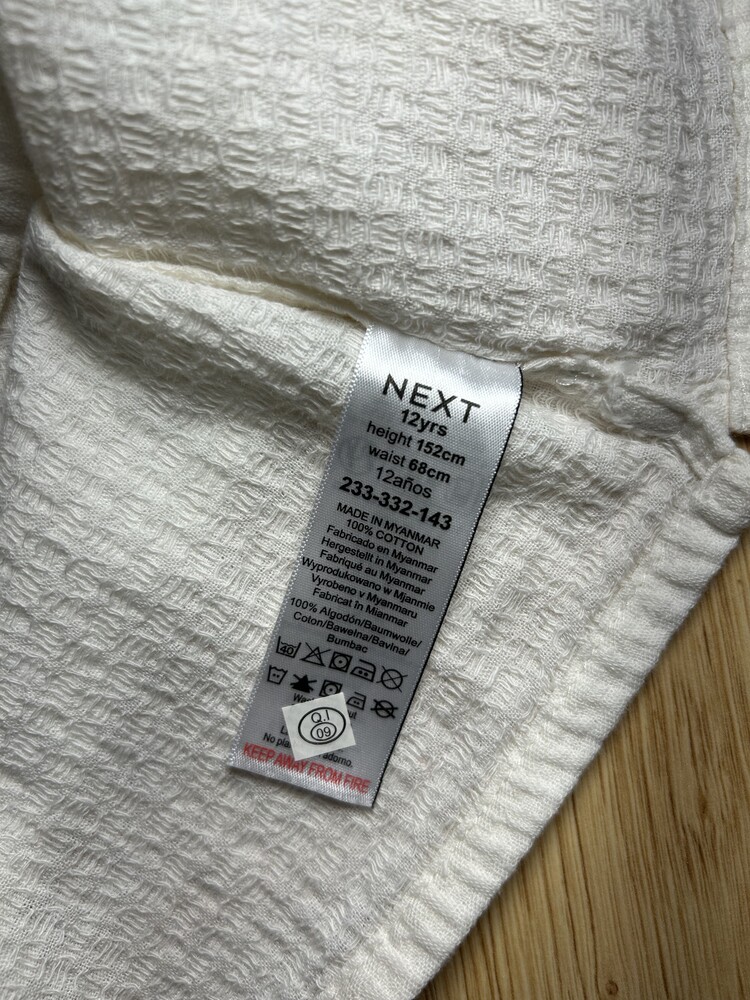 NEXT
12yrs
height 152cm
waist 68cm
12años
233-332-143
MADE IN MYANMAR
100% COTTON
Fabricado en Myanmar
Hergestellt in Myanmar
Fabriqué au Myanmar
Wyprodukowano w Mjanmie
Vyrobeno v Myanmaru
Fabricat în Mianmar
100% Algodón/Baumwolle/
Coton/Bawełna/Bavlna/
Bumbac
40
Q.I
09
KEEP AWAY FROM FIRE